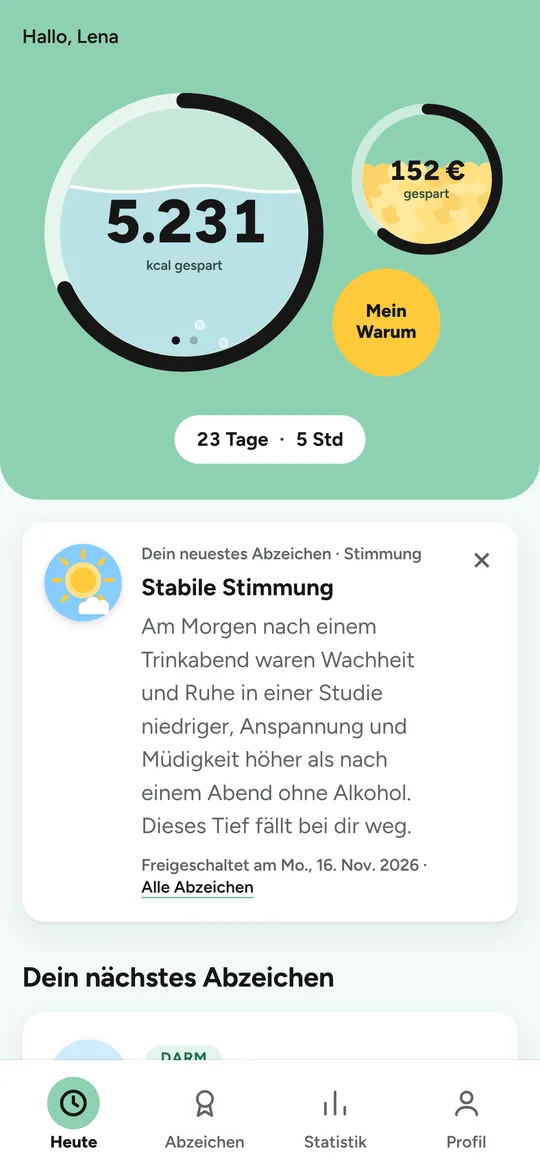 Hallo, Lena
5.231
kcal gespart
152 €
gespart
Mein
Warum
23 Tage · 5 Std
Dein neuestes Abzeichen · Stimmung
Stabile Stimmung
Am Morgen nach einem
Trinkabend waren Wachheit
und Ruhe in einer Studie
niedriger, Anspannung und
Müdigkeit höher als nach
einem Abend ohne Alkohol.
Dieses Tief fällt bei dir weg.
Freigeschaltet am Mo., 16. Nov. 2026 ·
Alle Abzeichen
Dein nächstes Abzeichen
DARM
Heute
Abzeichen
Statistik
Profil